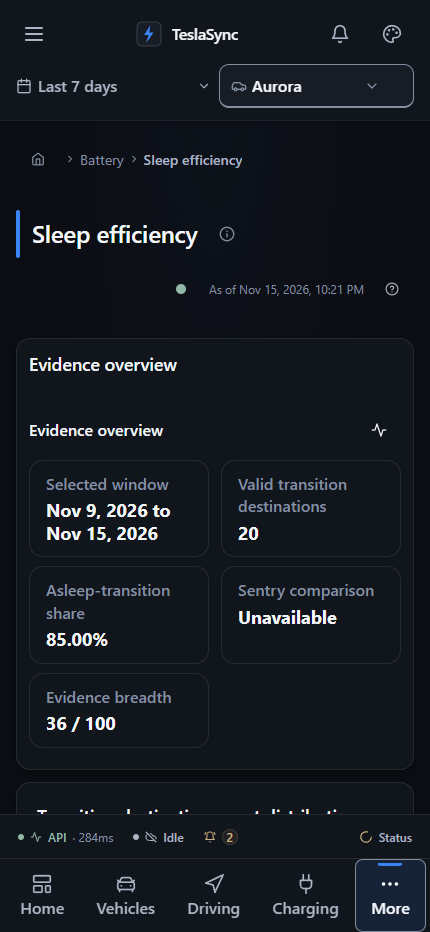 TeslaSync
Last 7 days
Aurora
Battery
Sleep efficiency
Sleep efficiency
As of Nov 15, 2026, 10:21 PM
Evidence overview
Evidence overview
Selected window
Nov 9, 2026 to
Nov 15, 2026
Valid transition
destinations
20
Asleep-transition
share
85.00%
Sentry comparison
Unavailable
Evidence breadth
36 / 100
API · 284ms
Idle
2
Status
Home
Vehicles
Driving
Charging
More